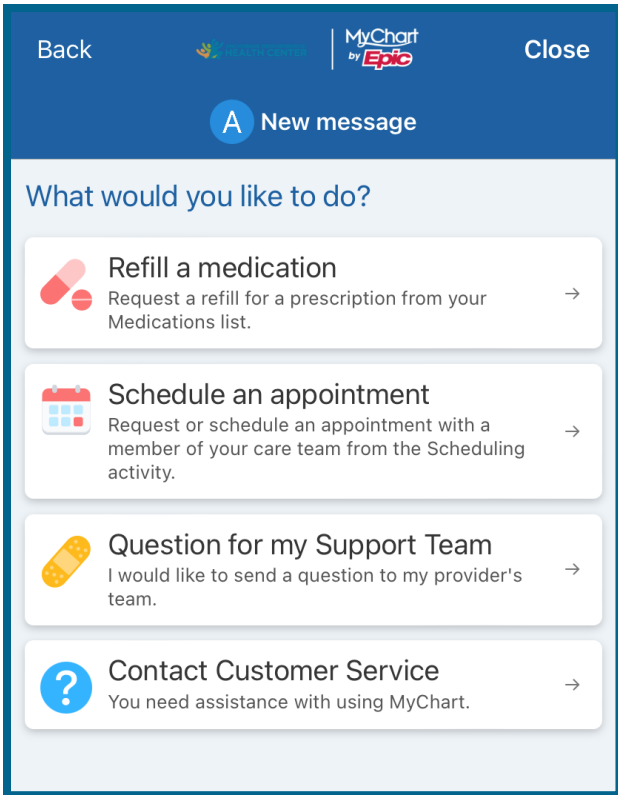 Back
HEALTH CENTER
MyChart
by Epic
Close
A New message
What would you like to do?
Refill a medication
Request a refill for a prescription from your
Medications list.
Schedule an appointment
Request or schedule an appointment with a
member of your care team from the Scheduling
activity.
Question for my Support Team
I would like to send a question to my provider's
team.
Contact Customer Service
You need assistance with using MyChart.